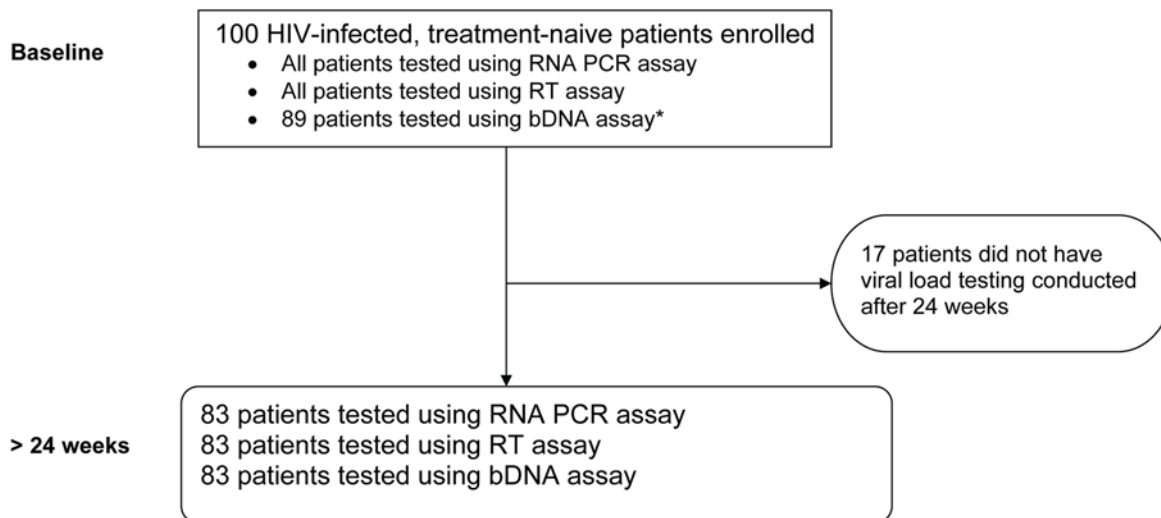 Baseline
100 HIV-infected, treatment-naive patients enrolled
• All patients tested using RNA PCR assay
• All patients tested using RT assay
• 89 patients tested using bDNA assay*
17 patients did not have
viral load testing conducted
after 24 weeks
> 24 weeks
83 patients tested using RNA PCR assay
83 patients tested using RT assay
83 patients tested using bDNA assay